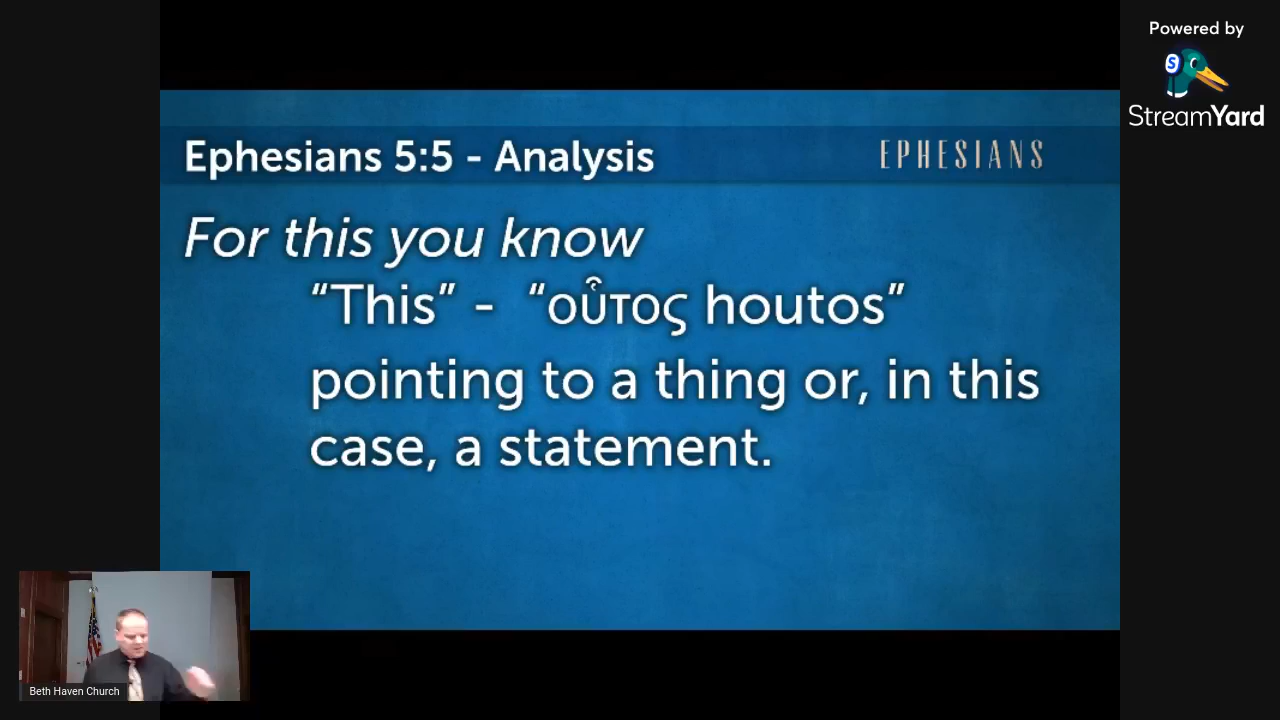 Powered by
StreamYard
Ephesians 5:5 - Analysis
EPHESIANS
For this you know
“This” - “οὗτος houtos”
pointing to a thing or, in this
case, a statement.
Beth Haven Church